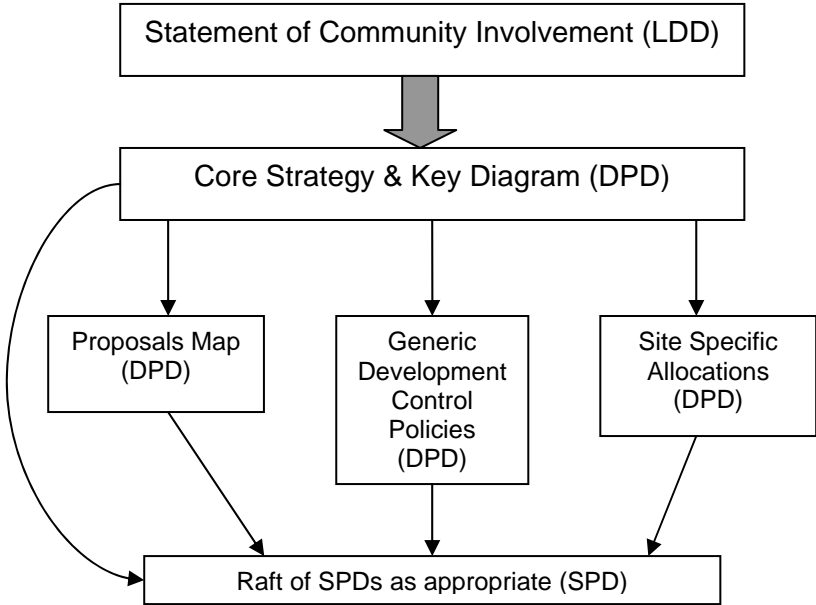 Statement of Community Involvement (LDD)
Core Strategy & Key Diagram (DPD)
Proposals Map
(DPD)
Generic
Development
Control
Policies
(DPD)
Site Specific
Allocations
(DPD)
Raft of SPDs as appropriate (SPD)